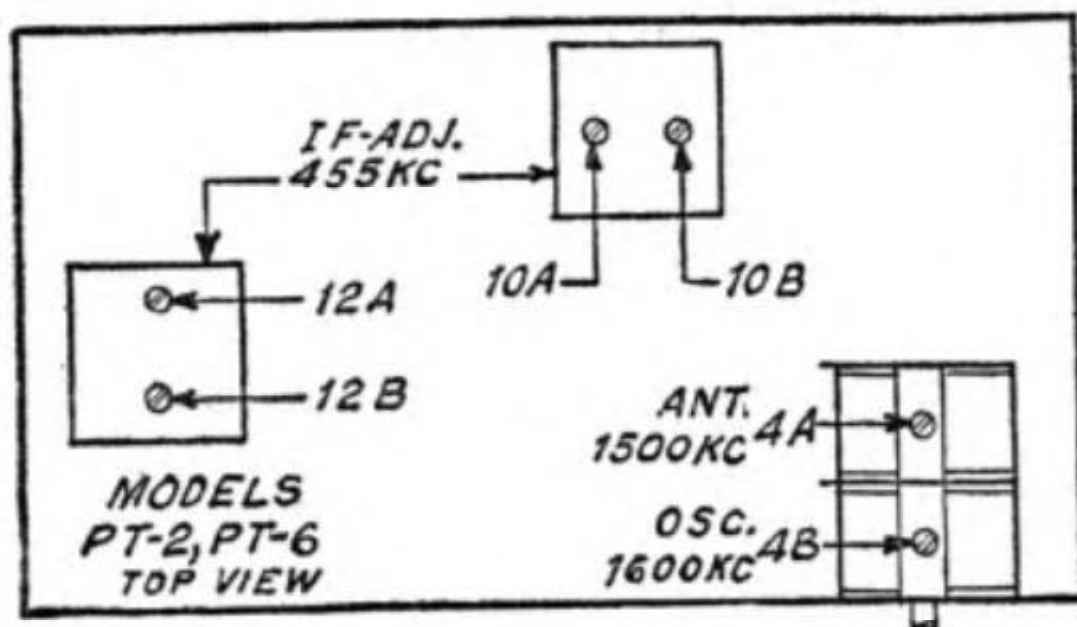 IF-ADJ.
455KC
10A
10B
12A
12B
ANT.
1500KC 4A
OSC.
1600KC 4B
MODELS
PT-2, PT-6
TOP VIEW